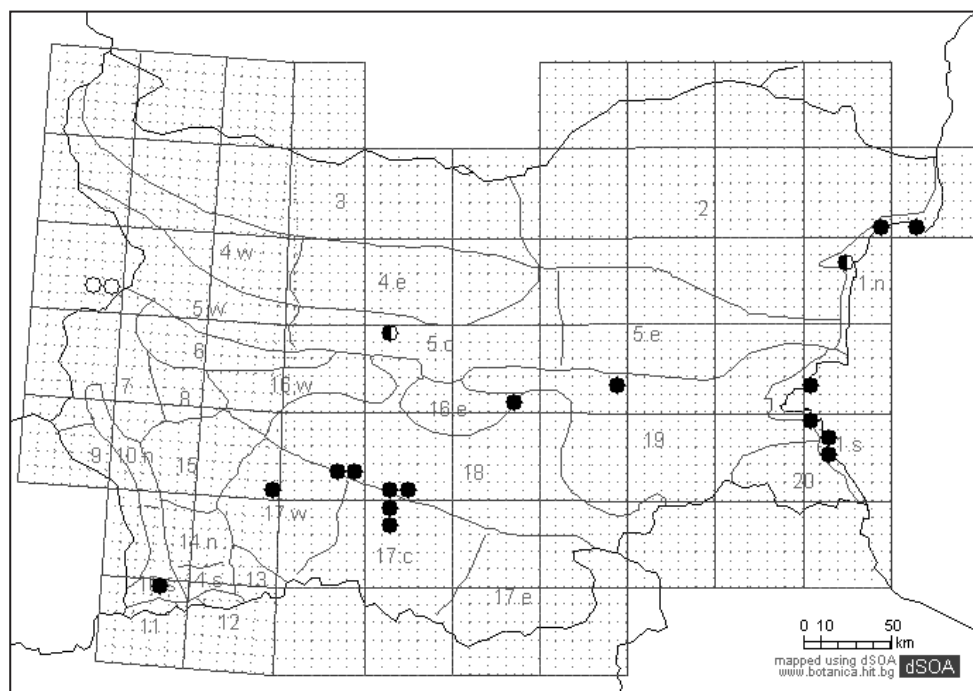 3
2
4.w
4.e
1.n
5.w
5.c
5.e
6
7
8
16.w
16.e
19
9
10.n
15
18
1.s
20
17.w
14.n
17.c
13
17.e
11
12
0 10 50
km
mapped using dSOA
www.botanica.hit.bg
dSOA